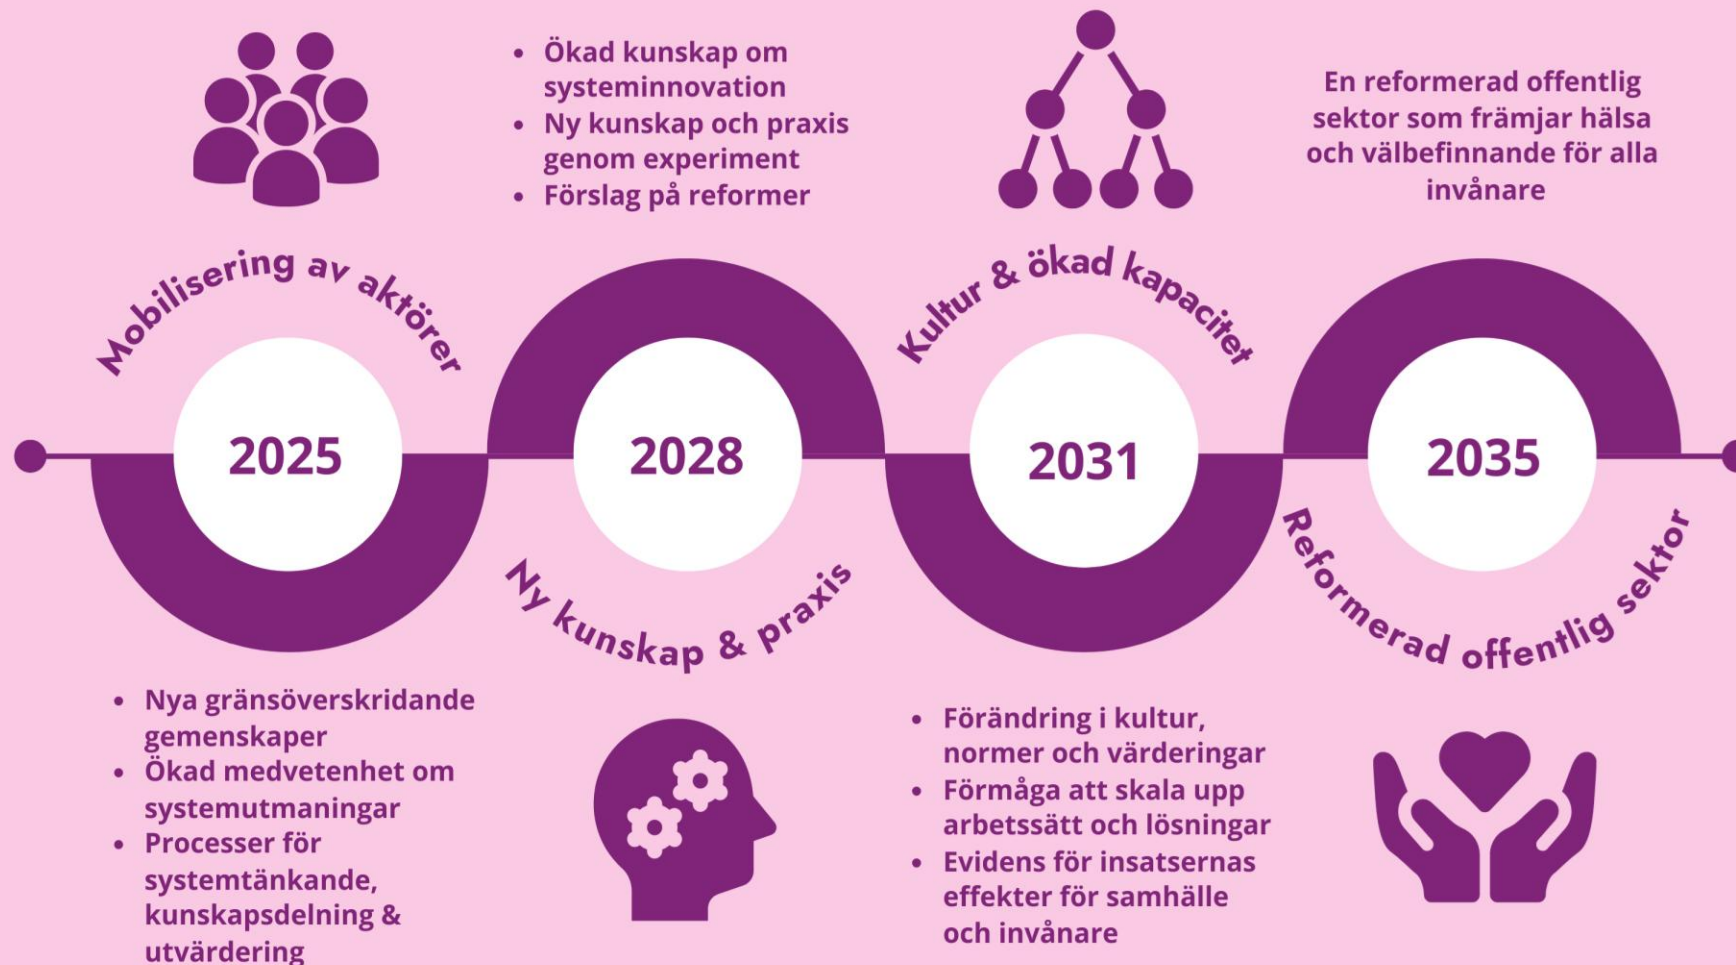 Mobilisering av aktörer
2025
• Nya gränsöverskridande
gemenskaper
• Ökad medvetenhet om
systemutmaningar
• Processer för
systemtänkande,
kunskapsdelning &
utvärdering
• Ökad kunskap om
systeminnovation
• Ny kunskap och praxis
genom experiment
• Förslag på reformer
2028
Ny kunskap & praxis
Kultur & ökad kapacitet
2031
• Förändring i kultur,
normer och värderingar
• Förmåga att skala upp
arbetssätt och lösningar
• Evidens för insatsernas
effekter för samhälle
och invånare
En reformerad offentlig
sektor som främjar hälsa
och välbefinnande för alla
invånare
2035
Reformerad offentlig sektor